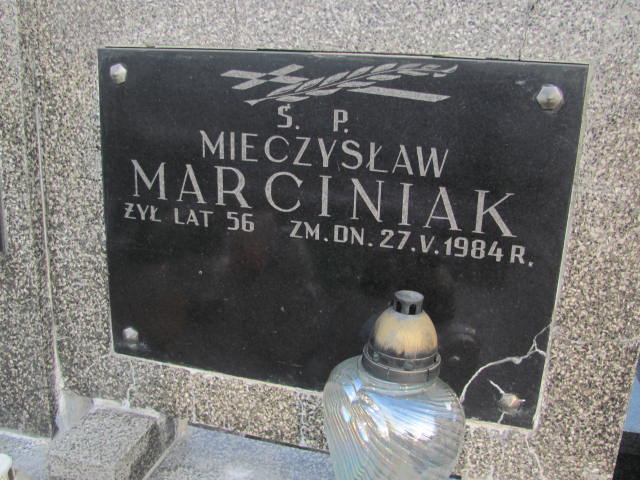 Ś. P.
MIECZYSŁAW
MARCINIAK
ŻYŁ LAT 56 ZM. DN. 27. V. 1984 R.